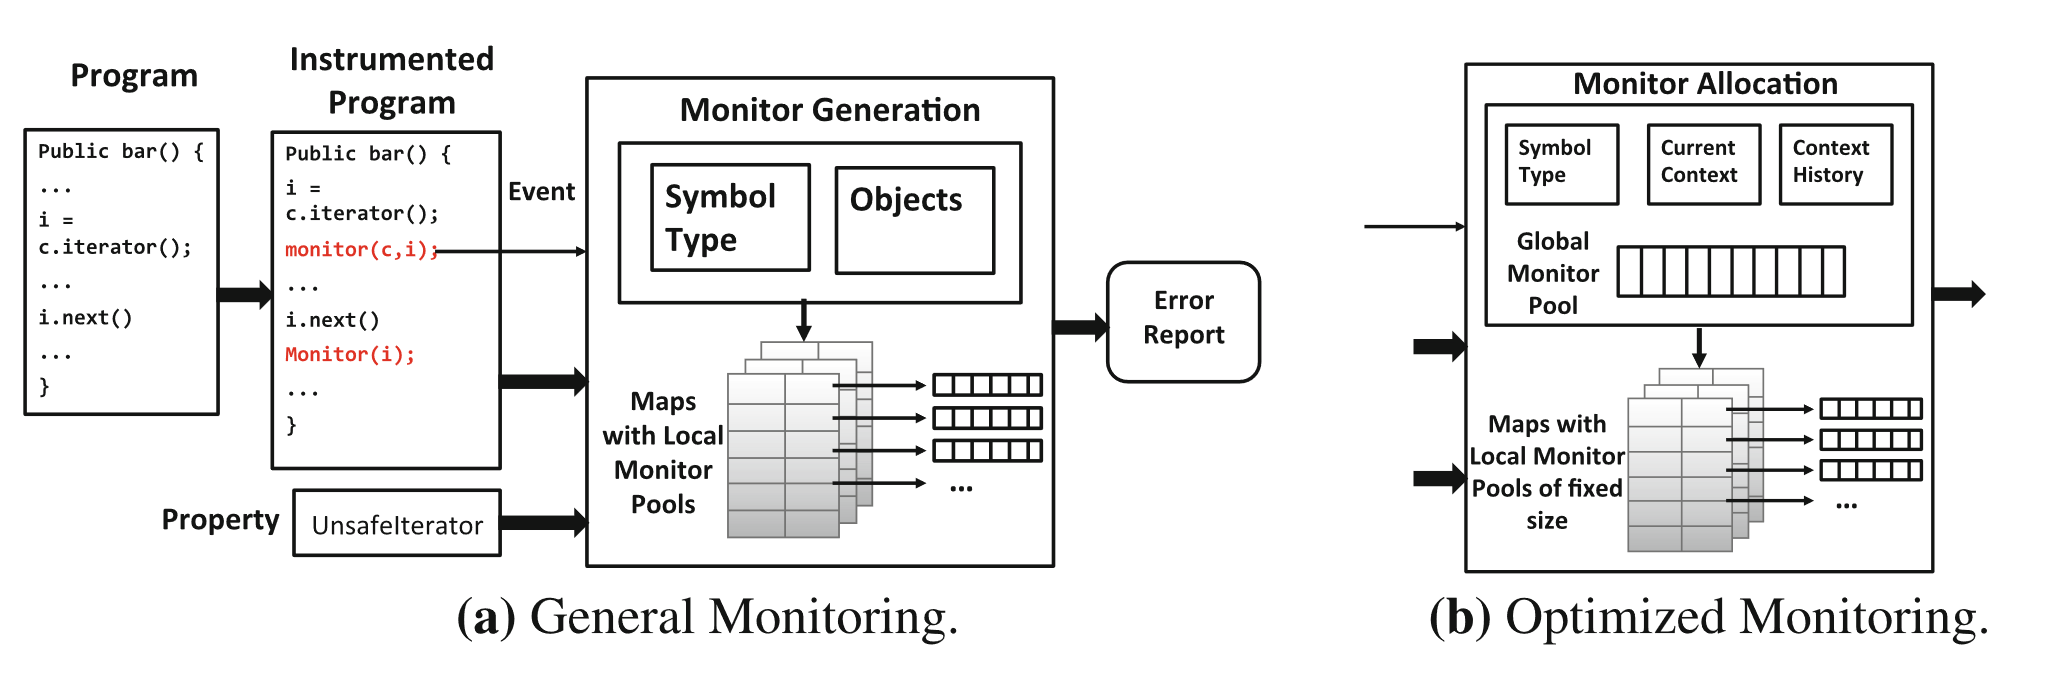 Program
Public bar() {
...
i =
c.iterator();
...
i.next()
...
}
Instrumented
Program
Public bar() {
i =
c.iterator();
monitor(c,i);
...
i.next()
Monitor(i);
...
}
Event
Property
UnsafeIterator
Monitor Generation
Symbol
Type
Objects
Maps
with Local
Monitor
Pools
...
Error
Report
(a) General Monitoring.
Monitor Allocation
Symbol
Type
Current
Context
Context
History
Global
Monitor
Pool
Maps with
Local Monitor
Pools of fixed
size
...
(b) Optimized Monitoring.